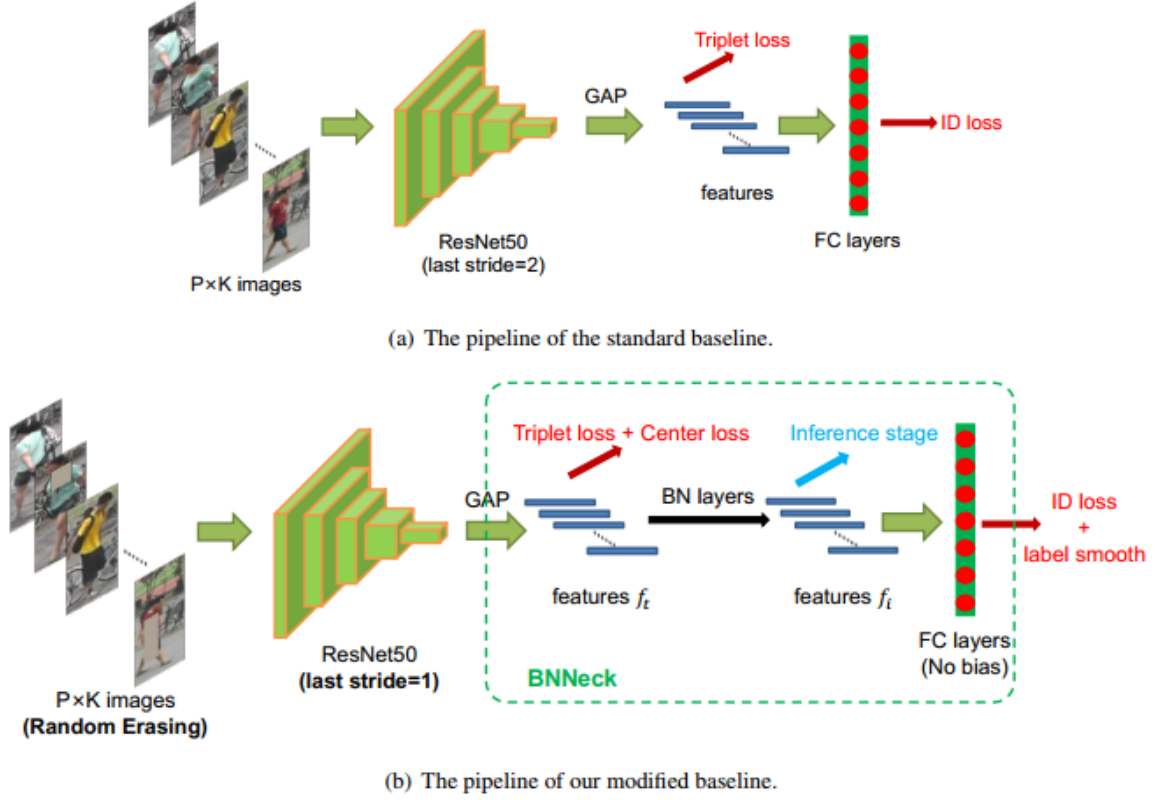 Triplet loss
GAP
ID loss
features
ResNet50
(last stride=2)
FC layers
P×K images
(a) The pipeline of the standard baseline.
Triplet loss + Center loss
Inference stage
GAP
BN layers
ID loss
+
label smooth
features fₜ
features fᵢ
FC layers
(No bias)
ResNet50
(last stride=1)
BNNeck
P×K images
(Random Erasing)
(b) The pipeline of our modified baseline.